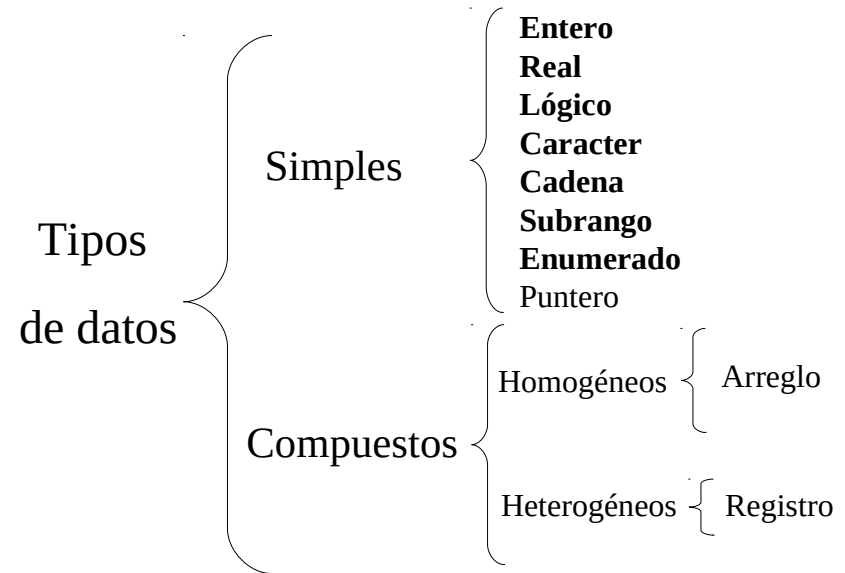 Tipos
de datos
Simples
Entero
Real
Lógico
Caracter
Cadena
Subrango
Enumerado
Puntero
Compuestos
Homogéneos
Arreglo
Heterogéneos
Registro